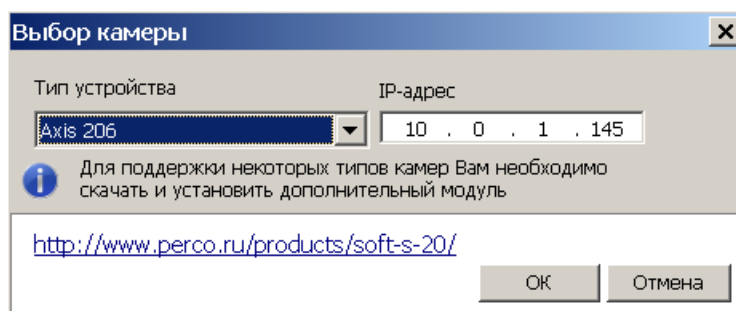 Выбор камеры
Тип устройства
IP-адрес
Axis 206
10 . 0 . 1 . 145
Для поддержки некоторых типов камер Вам необходимо
скачать и установить дополнительный модуль
http://www.perco.ru/products/soft-s-20/
ОК
Отмена